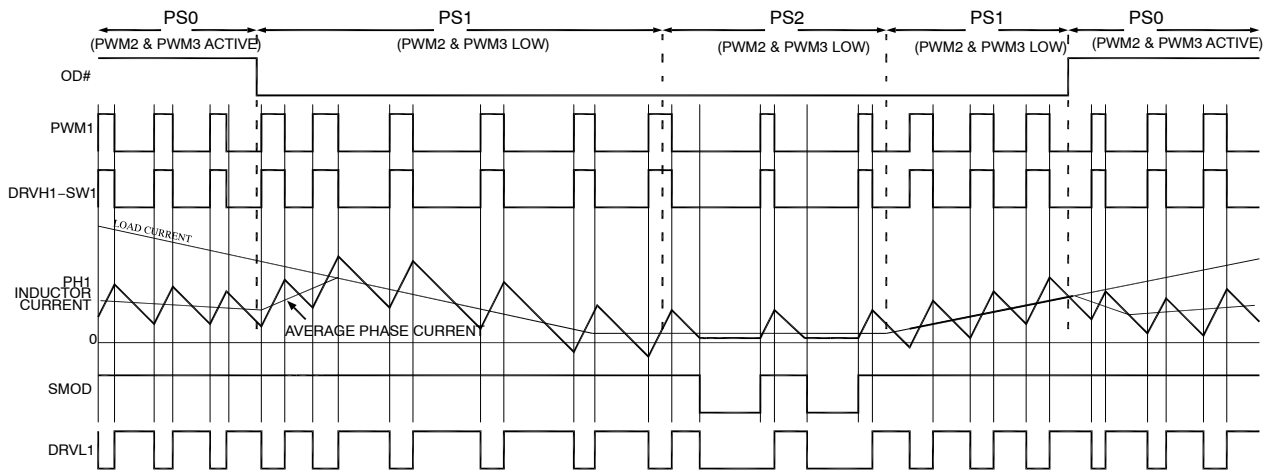 PS0
PS1
PS2
PS1
PS0
(PWM2 & PWM3 ACTIVE)
(PWM2 & PWM3 LOW)
(PWM2 & PWM3 LOW)
(PWM2 & PWM3 LOW)
(PWM2 & PWM3 ACTIVE)
OD#
PWM1
DRVH1-SW1
LOAD CURRENT
PH1
INDUCTOR
CURRENT
AVERAGE PHASE CURRENT
0
SMOD
DRVL1